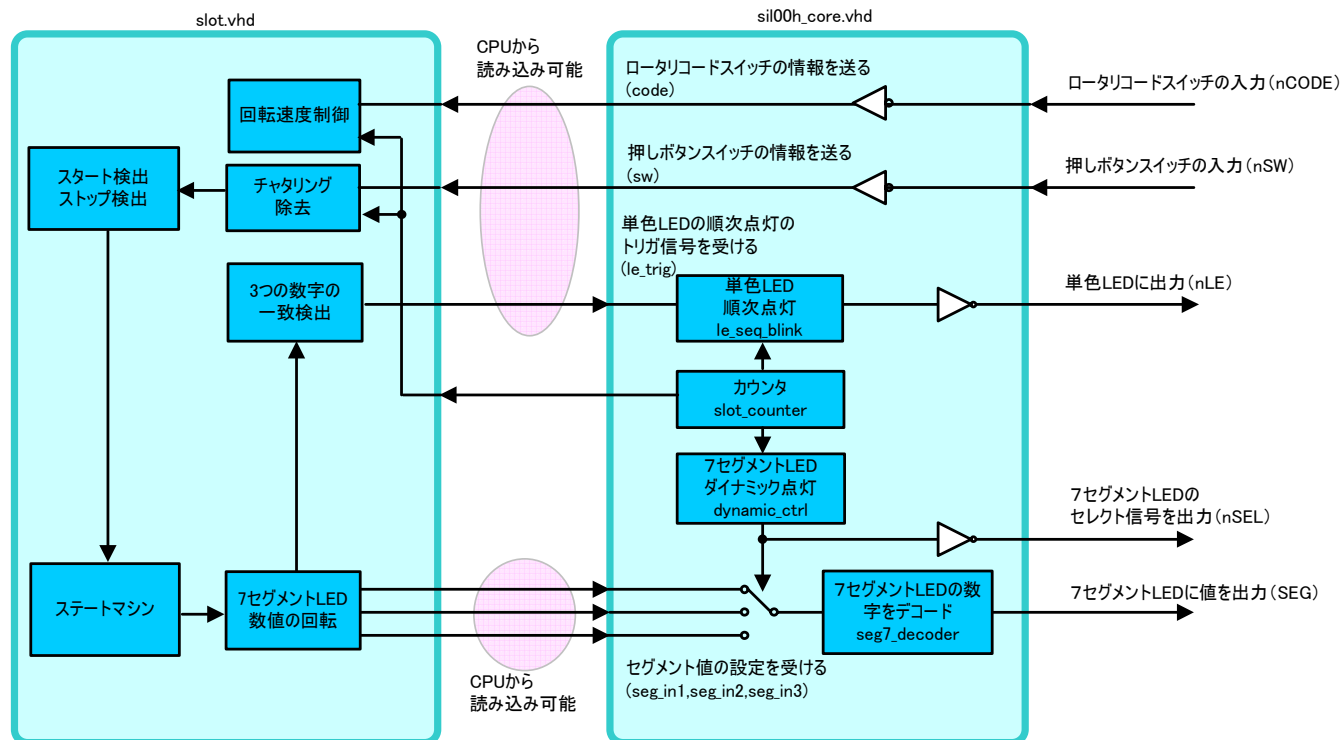 slot.vhd
sil00h_core.vhd
CPUから
読み込み可能
ロータリコードスイッチの情報を送る
(code)
ロータリコードスイッチの入力(nCODE)
回転速度制御
押しボタンスイッチの情報を送る
(sw)
押しボタンスイッチの入力(nSW)
スタート検出
ストップ検出
チャタリング
除去
単色LEDの順次点灯の
トリガ信号を受ける
(le_trig)
3つの数字の
一致検出
単色LED
順次点灯
le_seq_blink
単色LEDに出力(nLE)
カウンタ
slot_counter
7セグメントLED
ダイナミック点灯
dynamic_ctrl
7セグメントLEDの
セレクト信号を出力(nSEL)
ステートマシン
7セグメントLED
数値の回転
7セグメントLEDの数
字をデコード
seg7_decoder
7セグメントLEDに値を出力(SEG)
CPUから
読み込み可能
セグメント値の設定を受ける
(seg_in1,seg_in2,seg_in3)